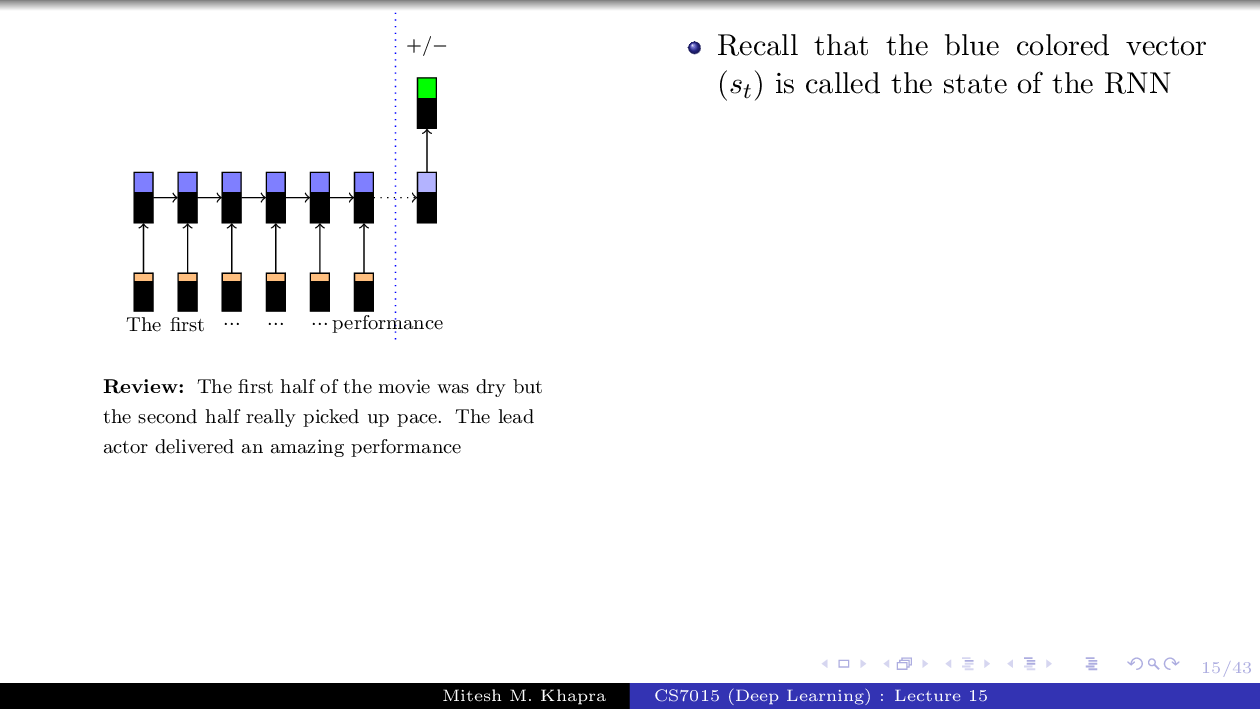 +/−
The first ... ... ... performance
Review: The first half of the movie was dry but
the second half really picked up pace. The lead
actor delivered an amazing performance
Recall that the blue colored vector
(sₜ) is called the state of the RNN
15/43
Mitesh M. Khapra
CS7015 (Deep Learning) : Lecture 15